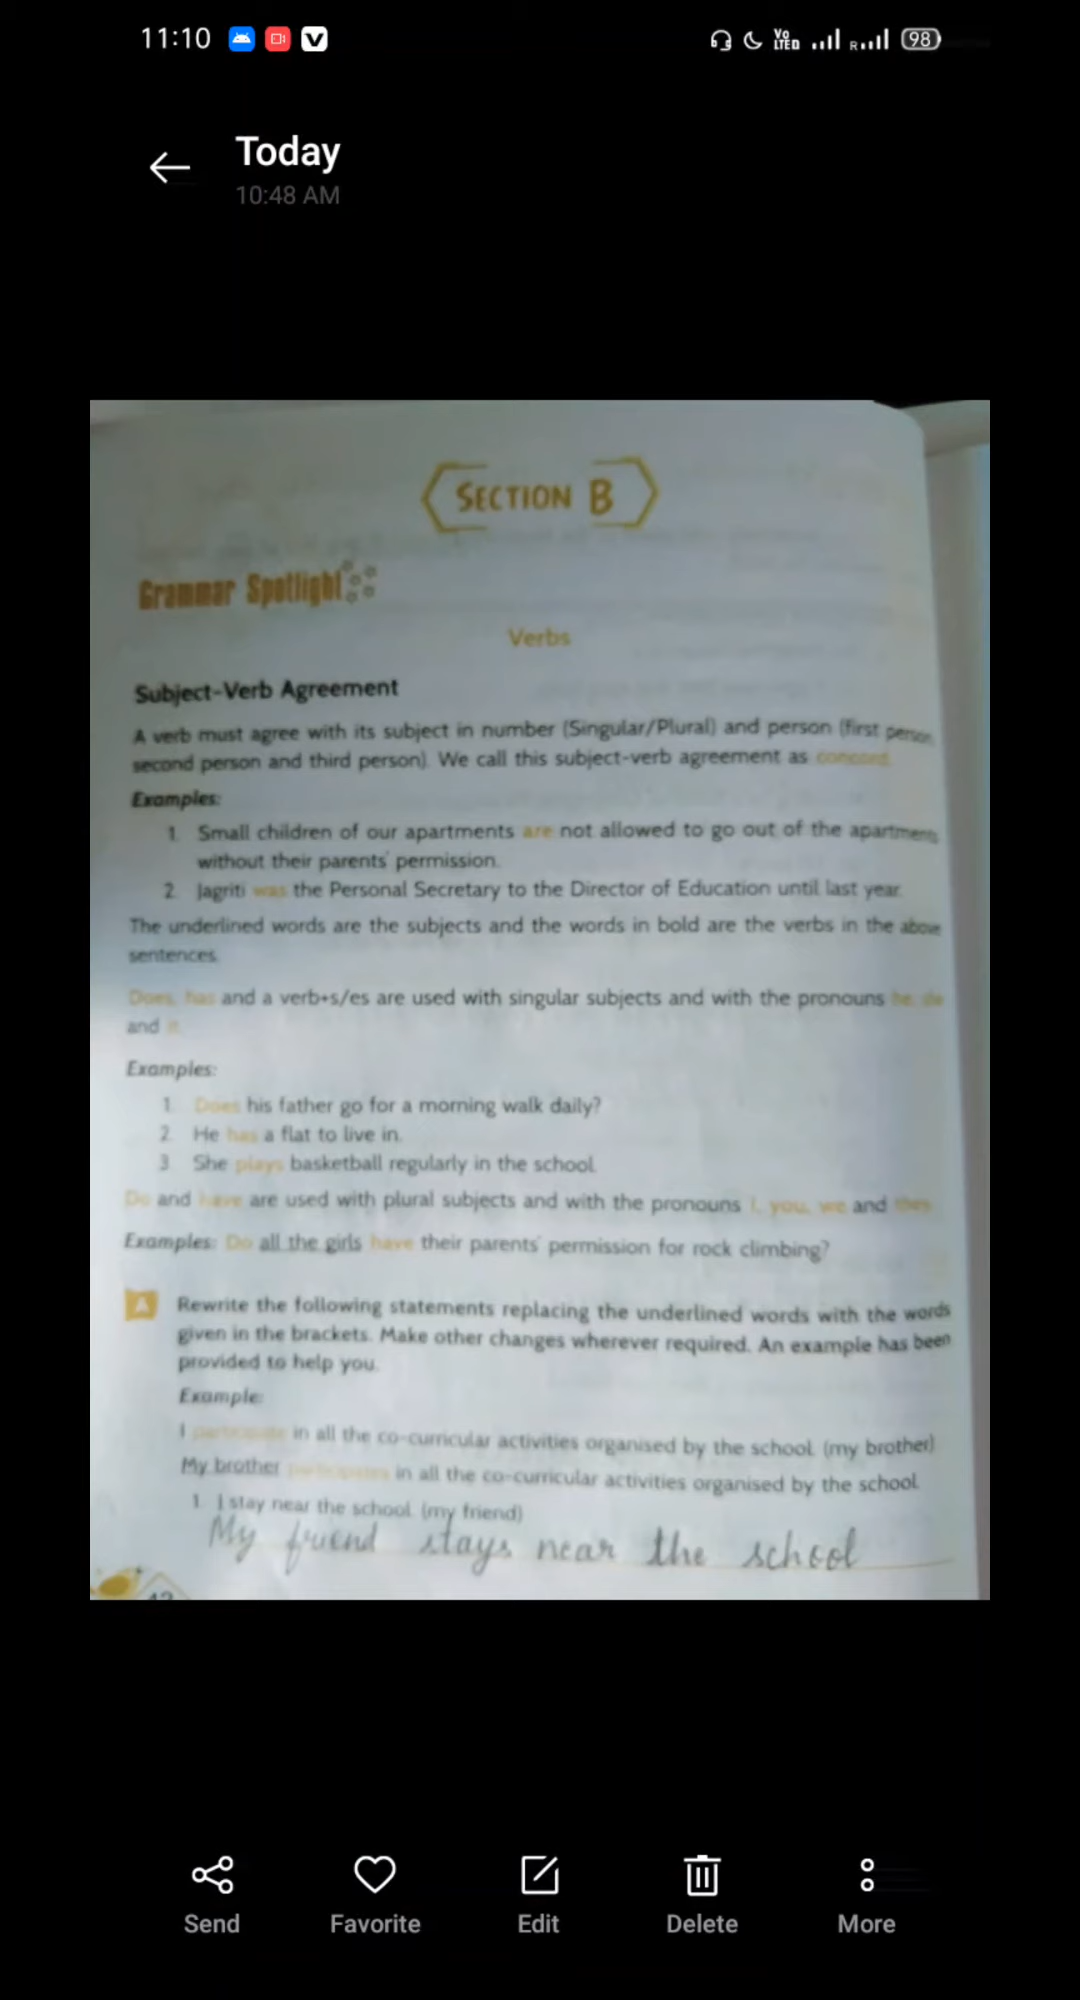 11:10
Vo LTED R 98
Today
10:48 AM
SECTION B
Grammar Spotlight
Verbs
Subject-Verb Agreement
A verb must agree with its subject in number (Singular/Plural) and person (first person,
second person and third person). We call this subject-verb agreement as concord.
Examples:
1. Small children of our apartments are not allowed to go out of the apartments
without their parents' permission.
2. Jagriti was the Personal Secretary to the Director of Education until last year.
The underlined words are the subjects and the words in bold are the verbs in the above
sentences.
Does, has and a verb+s/es are used with singular subjects and with the pronouns he, she
and it.
Examples:
1. Does his father go for a morning walk daily?
2. He has a flat to live in.
3. She plays basketball regularly in the school.
Do and have are used with plural subjects and with the pronouns I, you, we and they.
Examples: Do all the girls have their parents' permission for rock climbing?
A Rewrite the following statements replacing the underlined words with the words
given in the brackets. Make other changes wherever required. An example has been
provided to help you.
Example:
I participate in all the co-curricular activities organised by the school. (my brother)
My brother participates in all the co-curricular activities organised by the school.
1. I stay near the school. (my friend)
My friend stays near the school
Send Favorite Edit Delete More